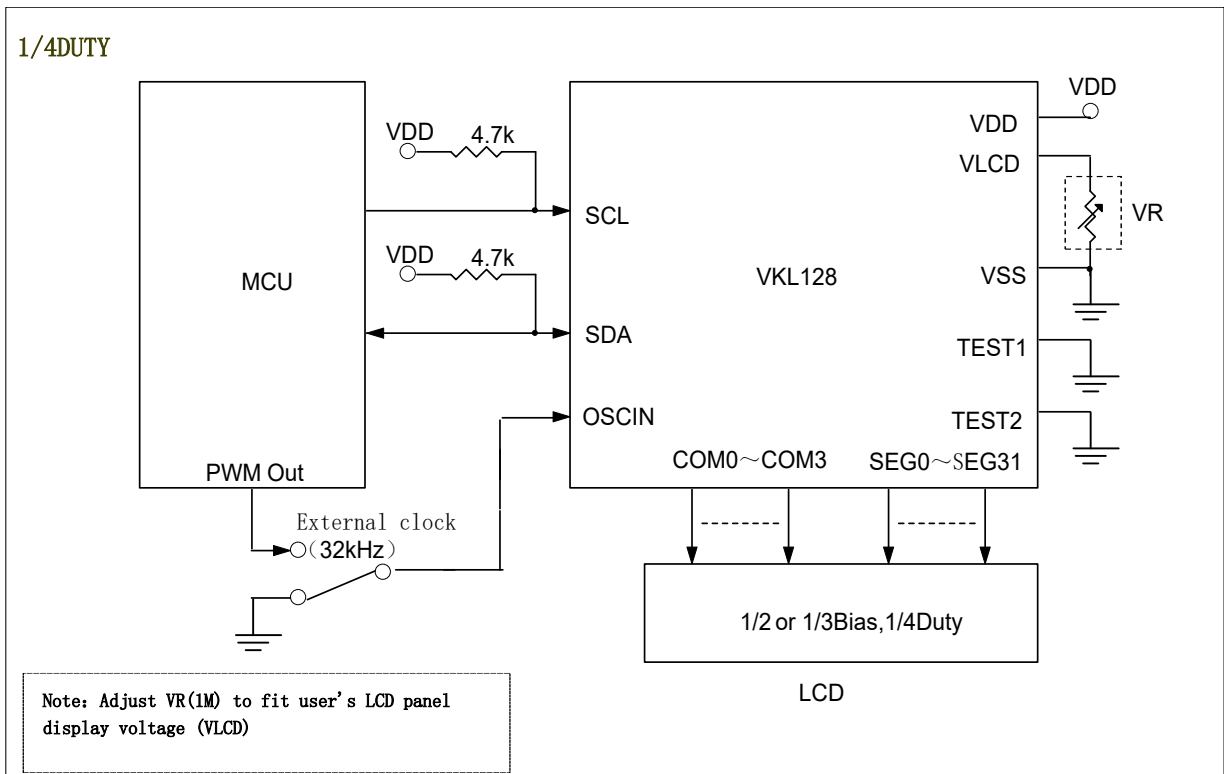 1/4DUTY
MCU
PWM Out
VDD
4.7k
VDD
4.7k
SCL
SDA
OSCIN
VKL128
VDD
VLCD
VSS
TEST1
TEST2
COM0～COM3
SEG0～SEG31
VDD
VR
External clock
(32kHz)
1/2 or 1/3Bias,1/4Duty
LCD
Note: Adjust VR(1M) to fit user's LCD panel
display voltage (VLCD)